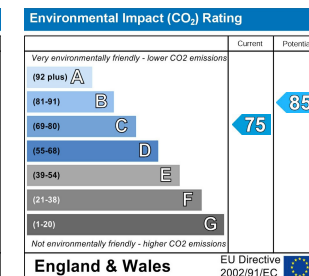 Environmental Impact (CO₂) Rating
Current Potentia
Very environmentally friendly - lower CO2 emissions
(92 plus) A
(81-91) B
85
(69-80) C
75
(55-68) D
(39-54) E
(21-38) F
(1-20) G
Not environmentally friendly - higher CO2 emissions
England & Wales
EU Directive
2002/91/EC